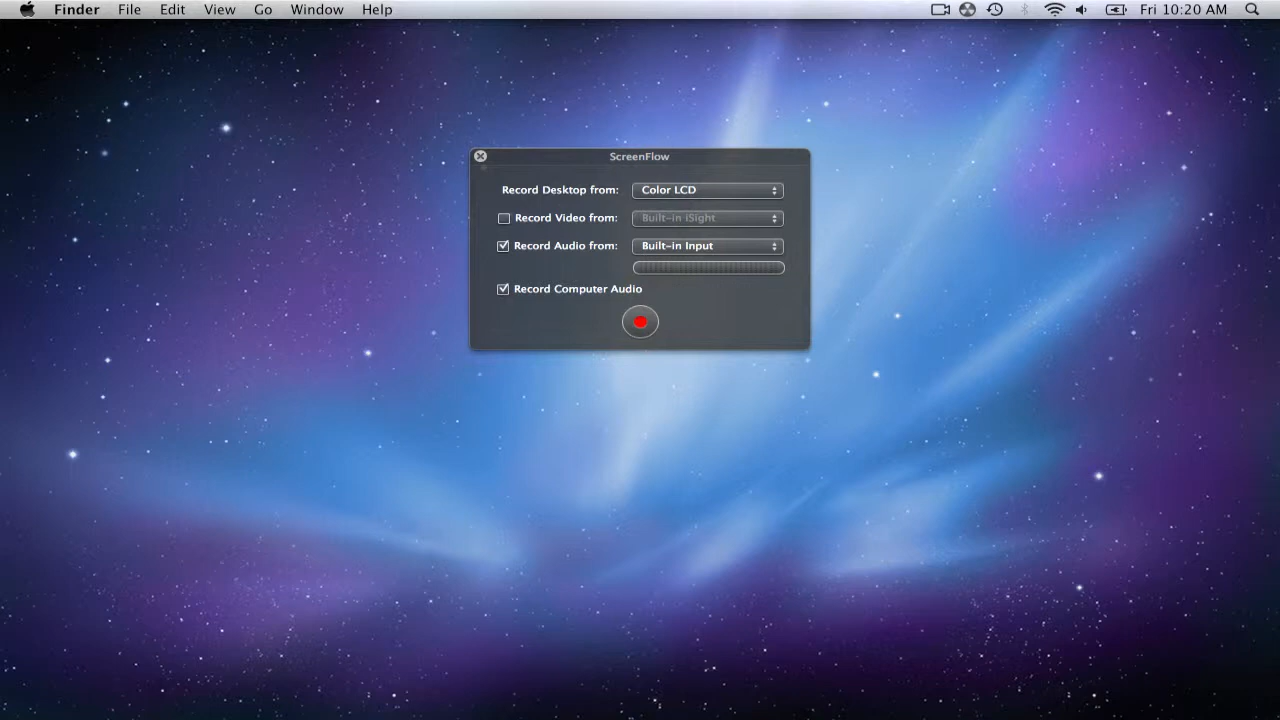 Finder File Edit View Go Window Help Fri 10:20 AM
ScreenFlow
Record Desktop from: Color LCD
Record Video from: Built-in iSight
Record Audio from: Built-in Input
Record Computer Audio